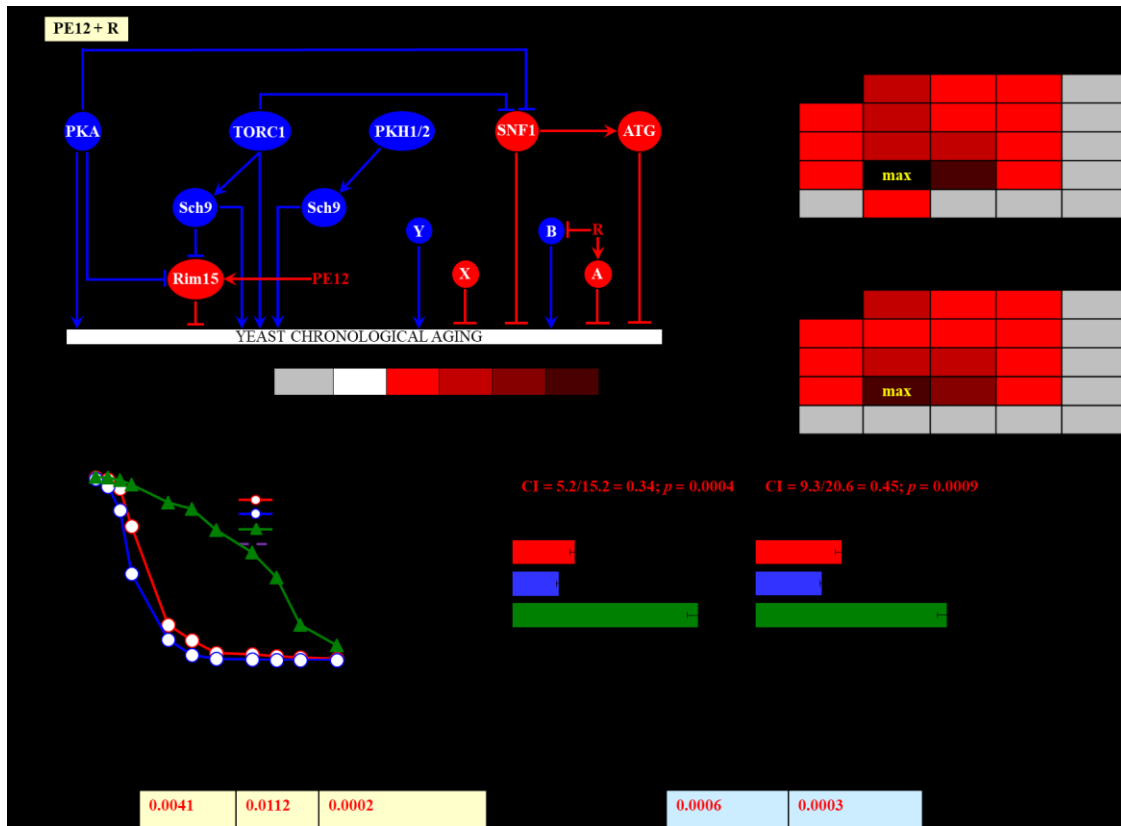 PE12 + R
PKA
TORC1
PKH1/2
SNF1
ATG
Sch9
Sch9
Y
B
R
X
A
Rim15
PE12
YEAST CHRONOLOGICAL AGING
max
max
CI = 5.2/15.2 = 0.34; p = 0.0004
CI = 9.3/20.6 = 0.45; p = 0.0009
0.0041
0.0112
0.0002
0.0006
0.0003